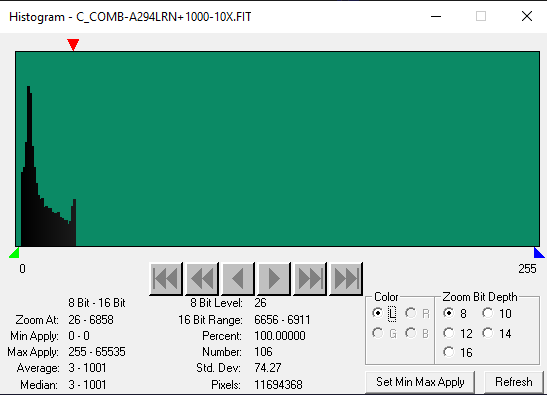 Histogram - C_COMB-A294LRN+1000-10X.FIT
0 255
8 Bit - 16 Bit 8 Bit Level: 26
Zoom At: 26 - 6858 16 Bit Range: 6656 - 6911
Min Apply: 0 - 0 Percent: 100.00000
Max Apply: 255 - 65535 Number: 106
Average: 3 - 1001 Std. Dev: 74.27
Median: 3 - 1001 Pixels: 11694368
Color
L R
G B
Zoom Bit Depth
8 10
12 14
16
Set Min Max Apply Refresh